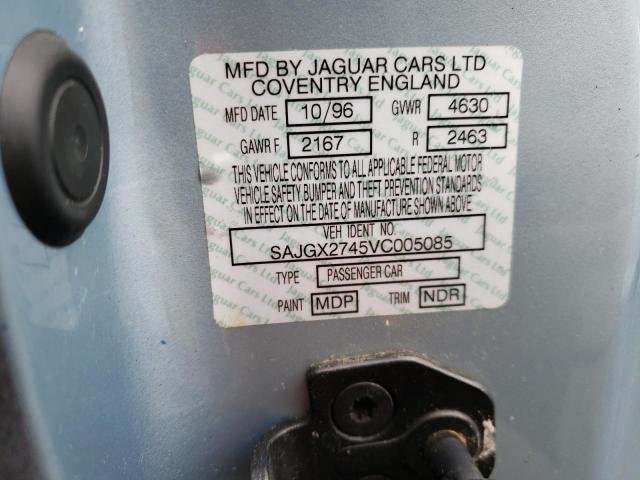 MFD BY JAGUAR CARS LTD
COVENTRY ENGLAND
MFD DATE 10/96 GVWR 4630
GAWR F 2167 R 2463
THIS VEHICLE CONFORMS TO ALL APPLICABLE FEDERAL MOTOR
VEHICLE SAFETY, BUMPER AND THEFT PREVENTION STANDARDS
IN EFFECT ON THE DATE OF MANUFACTURE SHOWN ABOVE
VEH IDENT NO.
SAJGX2745VC005085
TYPE PASSENGER CAR
PAINT MDP TRIM NDR